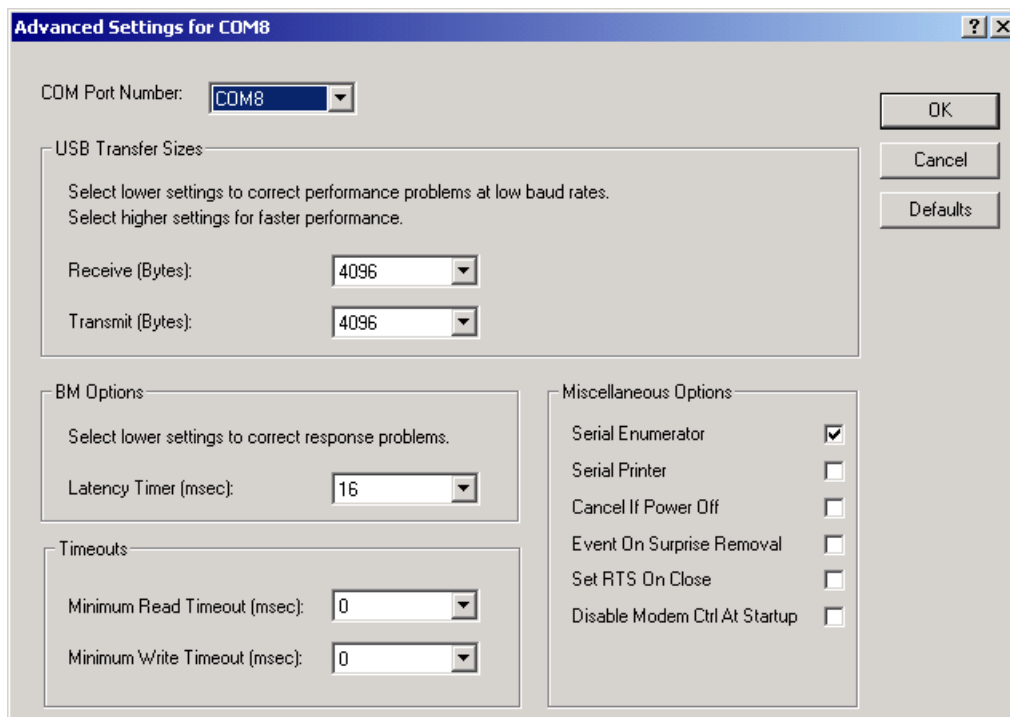 Advanced Settings for COM8
COM Port Number: COM8
OK
Cancel
Defaults
USB Transfer Sizes
Select lower settings to correct performance problems at low baud rates.
Select higher settings for faster performance.
Receive (Bytes): 4096
Transmit (Bytes): 4096
BM Options
Select lower settings to correct response problems.
Latency Timer (msec): 16
Timeouts
Minimum Read Timeout (msec): 0
Minimum Write Timeout (msec): 0
Miscellaneous Options
Serial Enumerator
Serial Printer
Cancel If Power Off
Event On Surprise Removal
Set RTS On Close
Disable Modem Ctrl At Startup